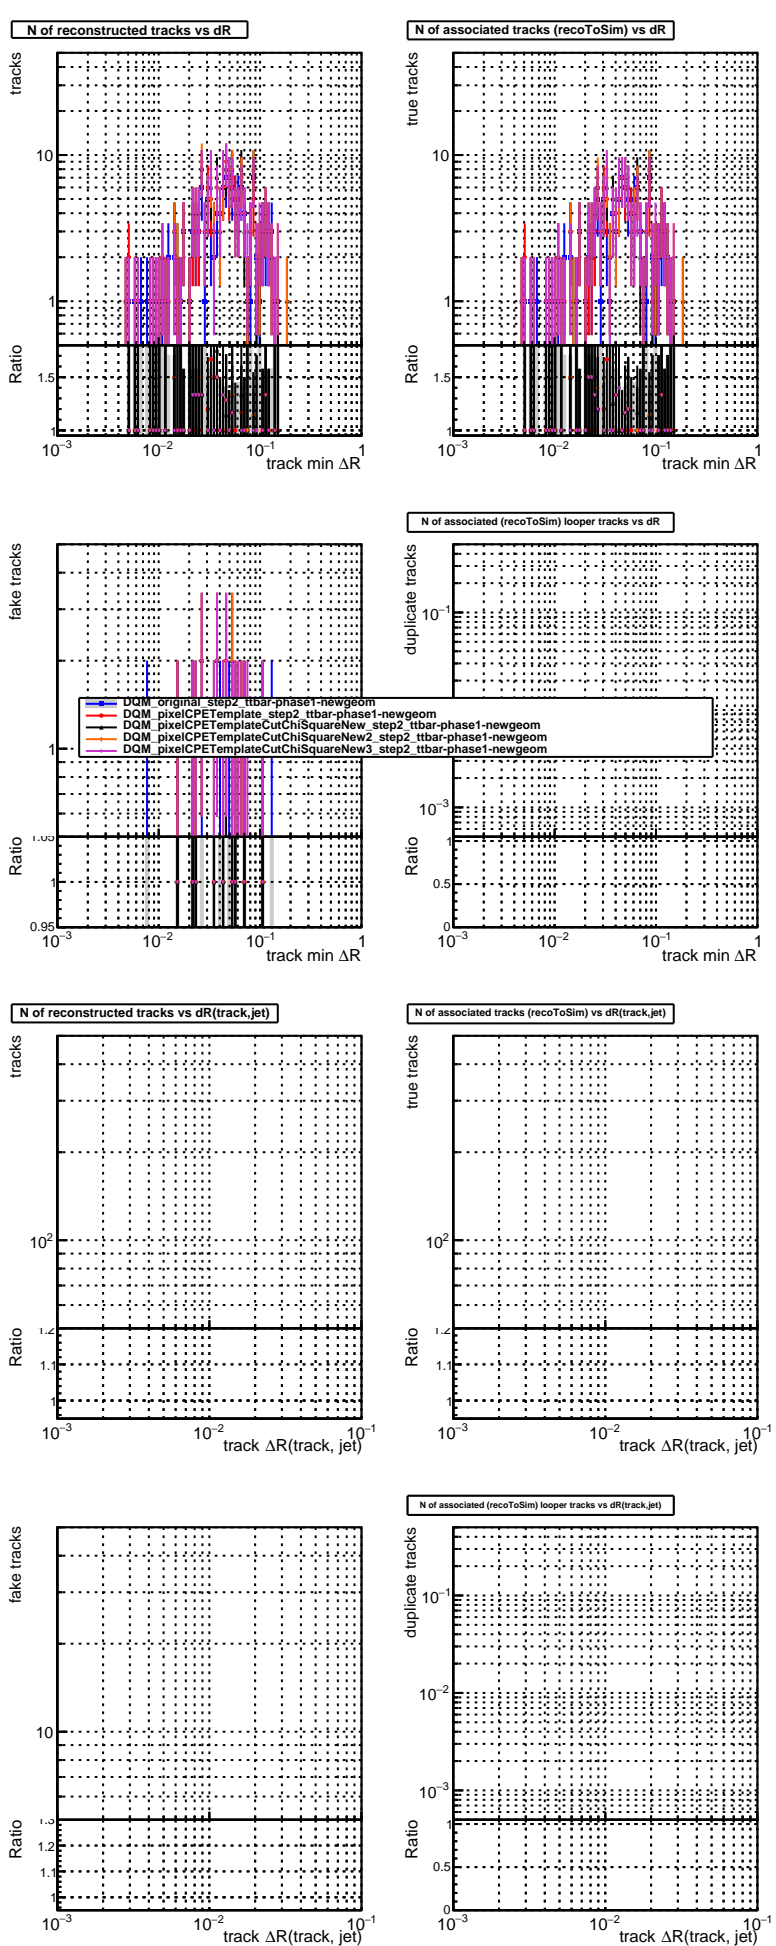 N of reconstructed tracks vs dR
tracks
10
1
Ratio
1.5
1
10−3
10−2
10−1
1
track min ΔR
N of associated tracks (recoToSim) vs dR
true tracks
10
1
Ratio
1.5
1
10−3
10−2
10−1
1
track min ΔR
fake tracks
1
Ratio
1.05
1
0.95
10−3
10−2
10−1
1
track min ΔR
N of associated (recoToSim) looper tracks vs dR
duplicate tracks
10−1
10−3
Ratio
1
0.5
0
10−3
10−2
10−1
1
track min ΔR
DQM_original_step2_ttbar-phase1-newgeom
DQM_pixelCPETemplate_step2_ttbar-phase1-newgeom
DQM_pixelCPETemplateCutChiSquareNew_step2_ttbar-phase1-newgeom
DQM_pixelCPETemplateCutChiSquareNew2_step2_ttbar-phase1-newgeom
DQM_pixelCPETemplateCutChiSquareNew3_step2_ttbar-phase1-newgeom
N of reconstructed tracks vs dR(track,jet)
tracks
102
Ratio
1.2
1.1
1
10−3
10−2
10−1
track ΔR(track, jet)
N of associated tracks (recoToSim) vs dR(track,jet)
true tracks
102
Ratio
1.2
1.1
1
10−3
10−2
10−1
track ΔR(track, jet)
fake tracks
10
Ratio
1.3
1.2
1.1
1
10−3
10−2
10−1
track ΔR(track, jet)
N of associated (recoToSim) looper tracks vs dR(track,jet)
duplicate tracks
10−1
10−2
10−3
Ratio
1
0.5
0
10−3
10−2
10−1
track ΔR(track, jet)